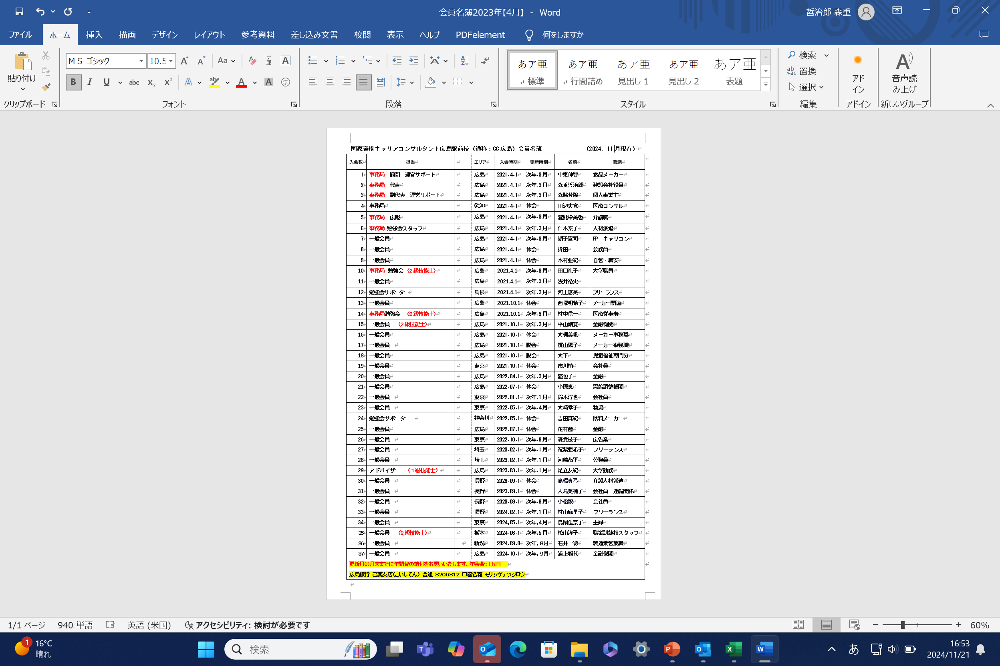 会員名簿2023年【4月】 - Word
哲治郎 森重
ファイル ホーム 挿入 描画 デザイン レイアウト 参考資料 差し込み文書 校閲 表示 ヘルプ PDFelement 何をしますか
貼り付け
クリップボード
ＭＳ ゴシック 10.5
フォント
段落
あア亜 あア亜 あア亜 あア亜 あア亜
標準 行間詰め 見出し 1 見出し 2 表題
スタイル
検索
置換
選択
編集
アドイン
アドイン
音声読み上げ
新しいグループ
国家資格キャリアコンサルタント広島駅前校（通称：CC広島）会員名簿 （2024．11月現在）
入会数 担当 エリア 入会時期 更新時期 名前 職業
1 事務局 顧問 運営サポート 広島 2021.4.1 次年.3月 中東伸智 食品メーカー
2 事務局 代表 広島 2021.4.1 次年.3月 森重哲治郎 建設会社役員
3 事務局 副代表 運営サポート 広島 2021.4.1 次年.3月 森脇芳隆 個人事業主
4 事務局 愛知 2021.4.1 休会 田辺丈寛 医療コンサル
5 事務局 広報 広島 2021.4.1 次年.3月 瀧熊栄美香 介護職
6 事務局 勉強会スタッフ 広島 2021.4.1 次年.3月 仁木泰子 人材派遣
7 一般会員 広島 2021.4.1 次年.3月 胡子賢司 FP キャリコン
8 一般会員 広島 2021.4.1 休会 折田 公務員
9 一般会員 広島 2021.4.1 休会 木村亜紀 自営・職安
10 事務局 勉強会（2級技能士） 広島 2021.4.1 次年.3月 田口礼子 大学職員
11 一般会員 広島 2021.4.1 次年.3月 浅井裕史
12 勉強会サポーター 島根 2021.4.1 次年.3月 河上恵美 フリーランス
13 一般会員 広島 2021.10.1 休会 西塚明希子 メーカー関連
14 事務局勉強会 （2級技能士） 広島 2021.10.1 次年.3月 村中信一 医療従事者
15 一般会員 （2級技能士） 広島 2021.10.1 次年.3月 平山剛寛 金融機関
16 一般会員 広島 2021.10.1 休会 大棚美帆 メーカー事務職
17 一般会員 広島 2021.10.1 脱会 梶山陽子 メーカー事務職
18 一般会員 広島 2021.10.1 脱会 大下 児童福祉専門分
19 一般会員 東京 2021.10.1 休会 市川梢 会社員
20 一般会員 広島 2022.04.1 次年.3月 盛恒子 金融
21 一般会員 広島 2022.07.1 休会 小原恵 需給調整機関
22 一般会員 東京 2022.01.1 次年.1月 鈴木淳也 会社員
23 一般会員 東京 2022.05.1 次年.4月 大崎孝子 物流
24 勉強会サポーター 神奈川 2022.05.1 休会 吉田真紀 飲料メーカー
25 一般会員 広島 2022.07.1 休会 花村茜 金融
26 一般会員 東京 2022.10.1 次年.9月 森貞枝子 広告業
27 一般会員 埼玉 2023.02.1 次年.1月 筑紫亜希子 フリーランス
28 一般会員 埼玉 2023.02.1 次年.1月 河端恭平 公務員
29 アドバイザー （1級技能士） 広島 2023.03.1 次年.1月 足立友紀 大学勤務
30 一般会員 長野 2023.09.1 休会 髙橋真弓 介護人材派遣
31 一般会員 長野 2023.09.1 休会 大島美穂子 会社員 運輸関係
32 一般会員 長野 2023.09.1 次年.8月 小松毅 会社員
33 一般会員 長野 2024,02.1 次年,1月 村山麻里子 フリーランス
34 一般会員 東京 2024,05.1 次年,4月 鳥飼佳奈子 主婦
35 一般会員 （2級技能士） 栃木 2024.06.1 次年,5月 松山淳子 職業訓練校スタッフ
36 一般会員 新潟 2024.09.8 次年，8月 石井一徳 製造業営業職
37 一般会員 広島 2024.10.1 次年，9月 浦上雅代 金融機関
更新月の月末までに年間費の納付をお願いいたします。年会費：1万円
広島銀行 己斐支店（こいしてん） 普通 3206312 口座名義 モリシゲテツジロウ
1/1 ページ 940 単語 英語 (米国) アクセシビリティ: 検討が必要です 60%
1 16°C
晴れ
検索
あ
16:53
2024/11/21